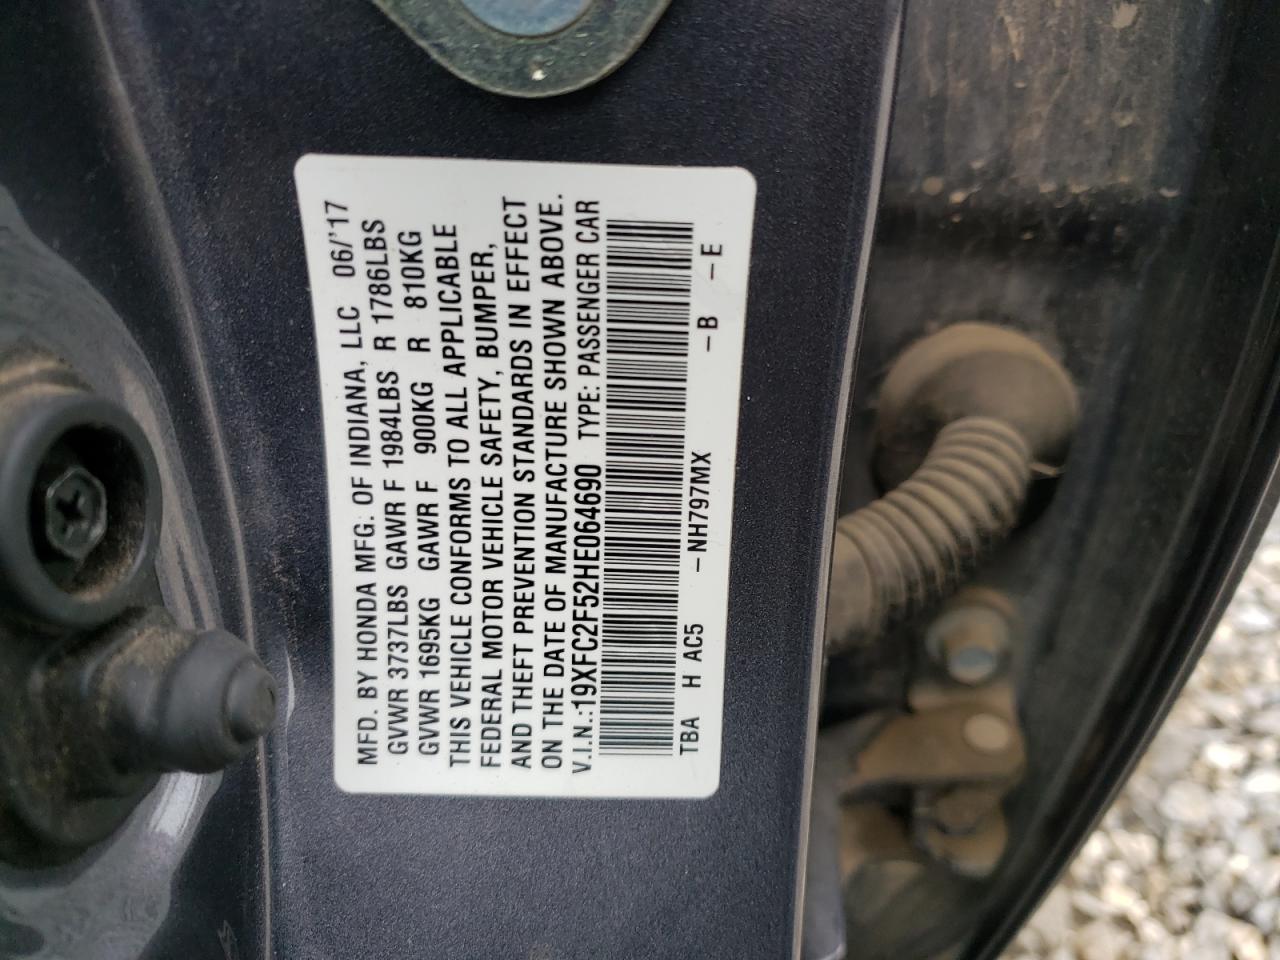 MFD. BY HONDA MFG. OF INDIANA, LLC 06/'17
GVWR 3737LBS GAWR F 1984LBS R 1786LBS
GVWR 1695KG GAWR F 900KG R 810KG
THIS VEHICLE CONFORMS TO ALL APPLICABLE
FEDERAL MOTOR VEHICLE SAFETY, BUMPER,
AND THEFT PREVENTION STANDARDS IN EFFECT
ON THE DATE OF MANUFACTURE SHOWN ABOVE.
V.I.N.:19XFC2F52HE064690 TYPE: PASSENGER CAR
TBA H AC5 -NH797MX -B -E